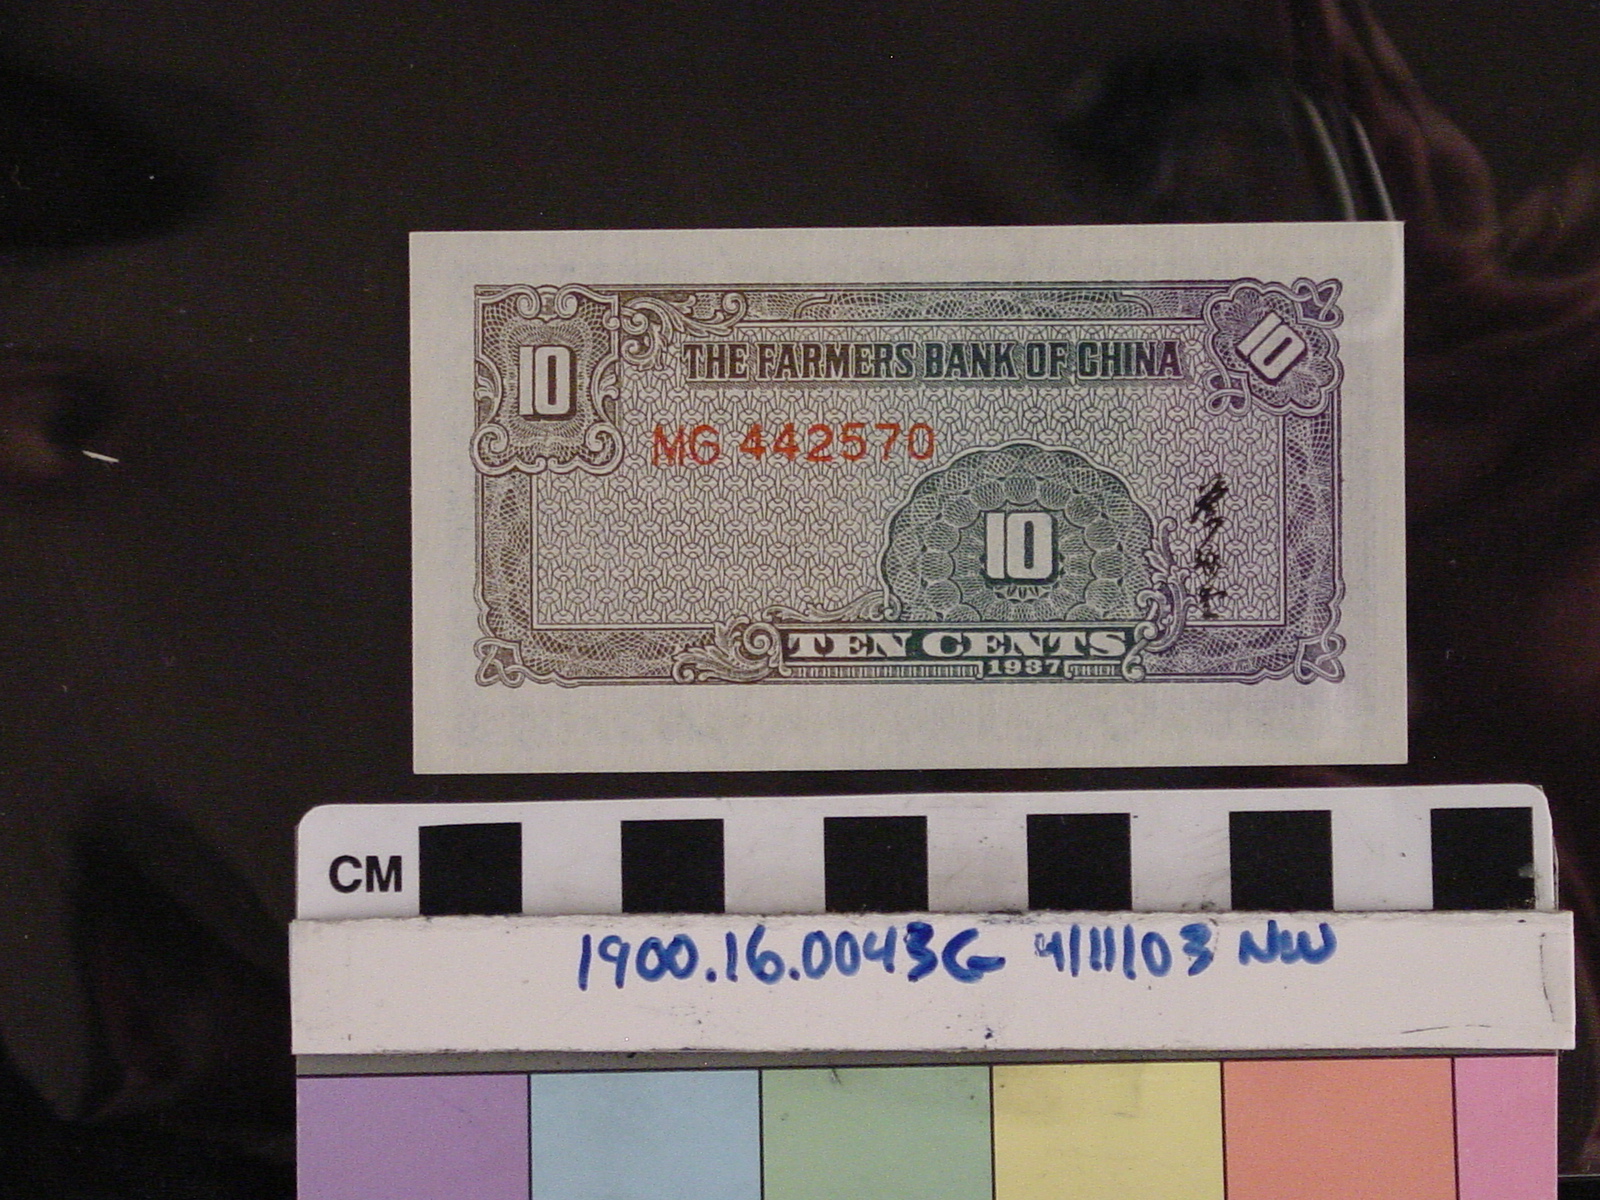 10
10
THE FARMERS BANK OF CHINA
MG 442570
10
TEN CENTS
1937
CM
1900.16.0043G 4/11/03 NW